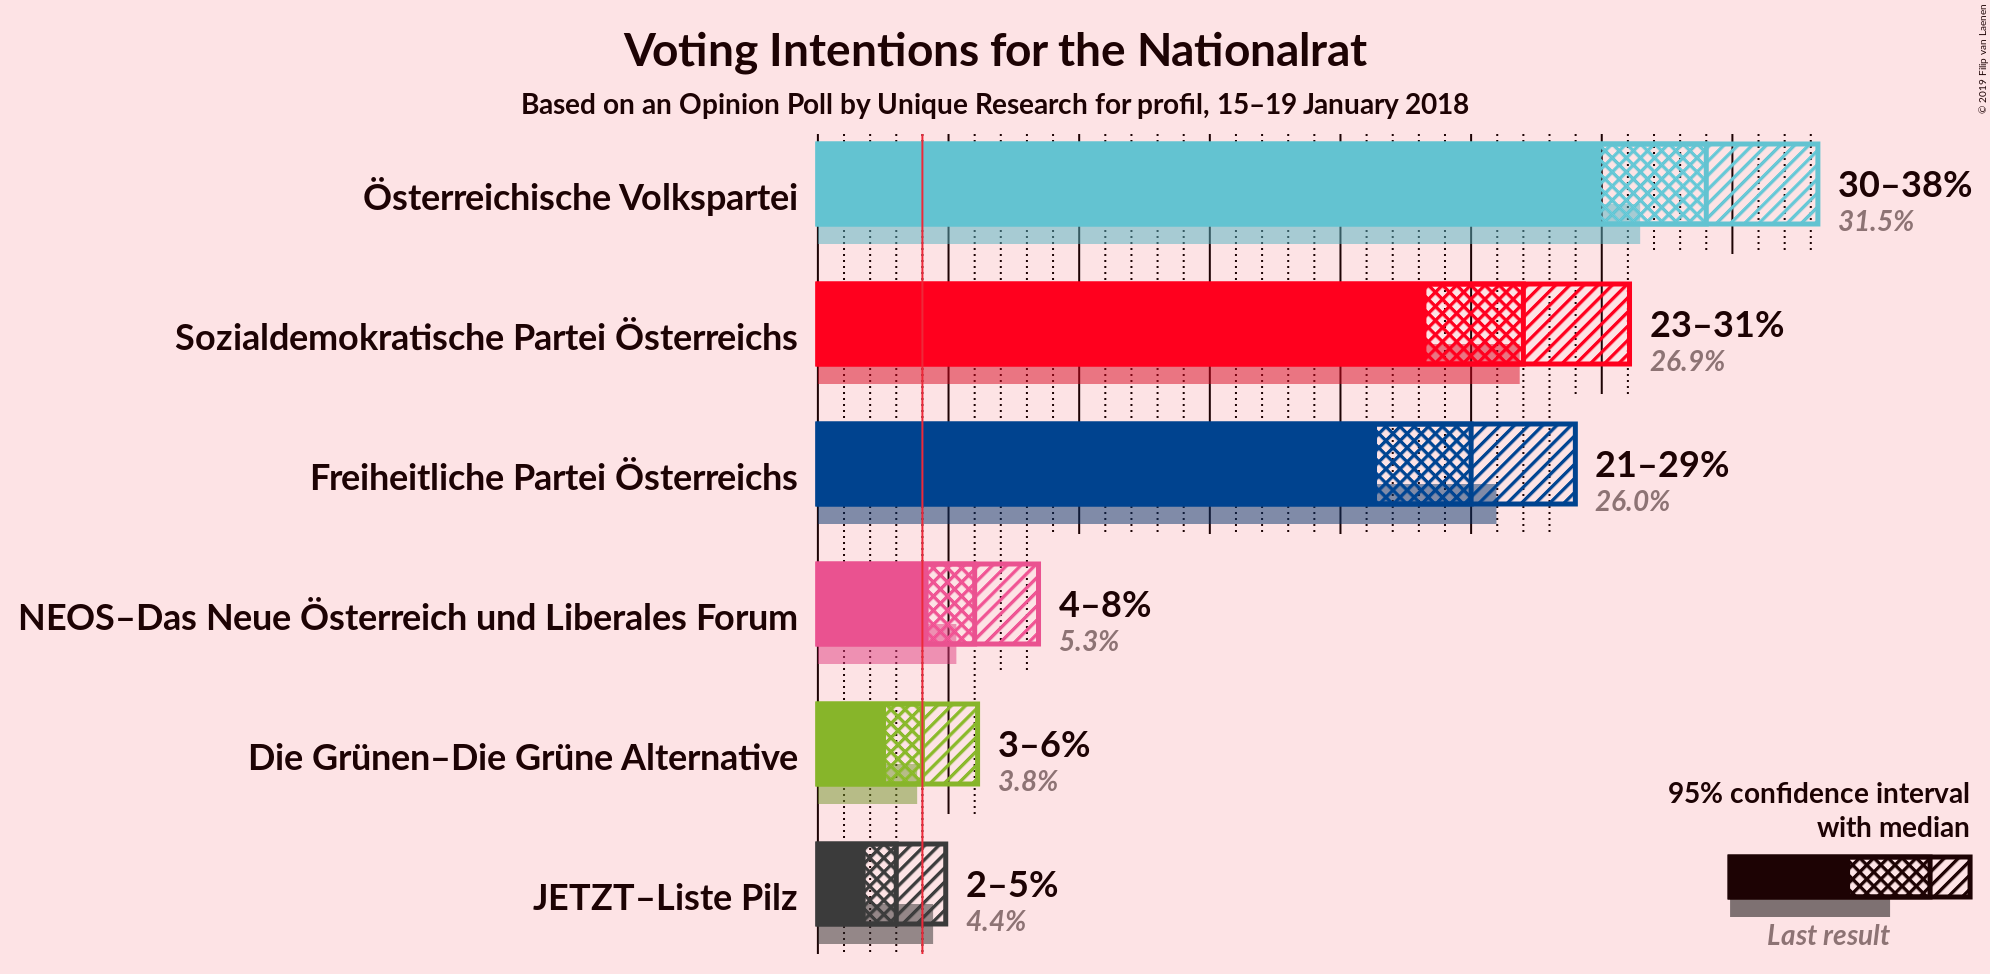 Voting Intentions for the Nationalrat
Based on an Opinion Poll by Unique Research for profil, 15–19 January 2018
© 2019 Filip van Laenen
Österreichische Volkspartei
30–38%
31.5%
Sozialdemokratische Partei Österreichs
23–31%
26.9%
Freiheitliche Partei Österreichs
21–29%
26.0%
NEOS–Das Neue Österreich und Liberales Forum
4–8%
5.3%
Die Grünen–Die Grüne Alternative
3–6%
3.8%
JETZT–Liste Pilz
2–5%
4.4%
95% confidence interval
with median
Last result